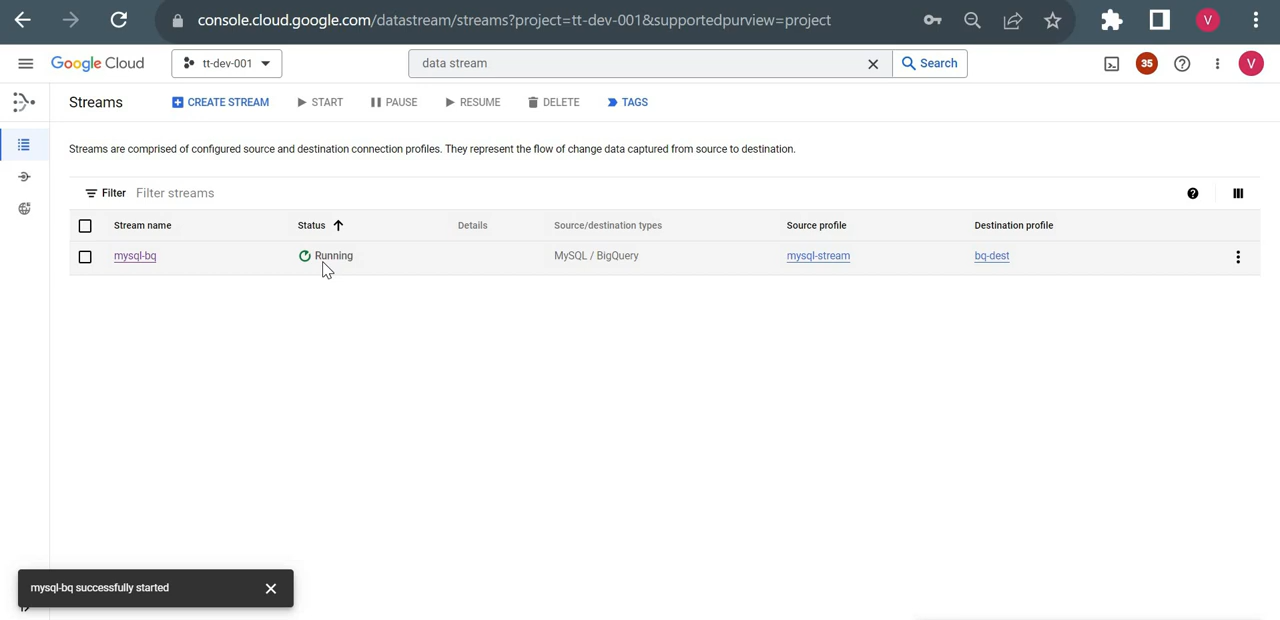 console.cloud.google.com/datastream/streams?project=tt-dev-001&supportedpurview=project
V
Google Cloud
tt-dev-001
data stream
Search
35
V
Streams
CREATE STREAM
START
PAUSE
RESUME
DELETE
TAGS
Streams are comprised of configured source and destination connection profiles. They represent the flow of change data captured from source to destination.
Filter Filter streams
Stream name Status Details Source/destination types Source profile Destination profile
mysql-bq Running MySQL / BigQuery mysql-stream bq-dest
mysql-bq successfully started